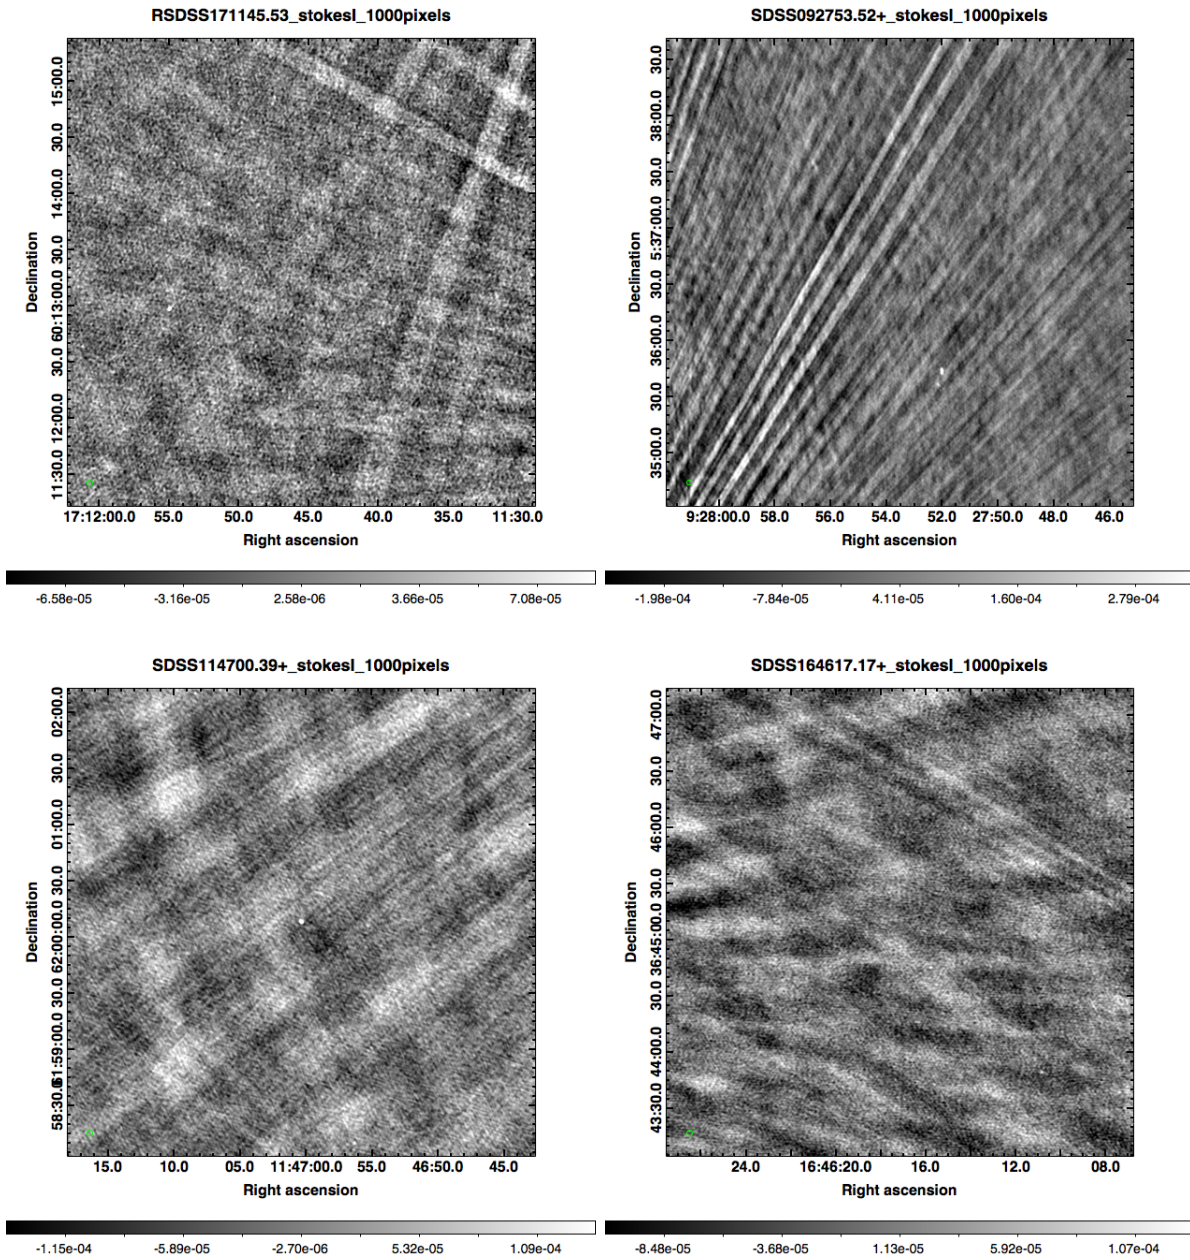 RSDSS171145.53_stokesI_1000pixels
Declination
15:00.0
30.0
14:00.0
30.0
60:13:00.0
30.0
12:00.0
11:30.0
17:12:00.0 55.0 50.0 45.0 40.0 35.0 11:30.0
Right ascension
-6.58e-05 -3.16e-05 2.58e-06 3.66e-05 7.08e-05
SDSS092753.52+_stokesI_1000pixels
Declination
30.0
38:00.0
30.0
5:37:00.0
30.0
36:00.0
30.0
35:00.0
9:28:00.0 58.0 56.0 54.0 52.0 27:50.0 48.0 46.0
Right ascension
-1.98e-04 -7.84e-05 4.11e-05 1.60e-04 2.79e-04
SDSS114700.39+_stokesI_1000pixels
Declination
02:00.0
30.0
01:00.0
30.0
62:00:00.0
30.0
61:59:00.0
58:30.0
15.0 10.0 05.0 11:47:00.0 55.0 46:50.0 45.0
Right ascension
-1.15e-04 -5.89e-05 -2.70e-06 5.32e-05 1.09e-04
SDSS164617.17+_stokesI_1000pixels
Declination
47:00.0
30.0
46:00.0
30.0
36:45:00.0
30.0
44:00.0
43:30.0
24.0 16:46:20.0 16.0 12.0 08.0
Right ascension
-8.48e-05 -3.68e-05 1.13e-05 5.92e-05 1.07e-04